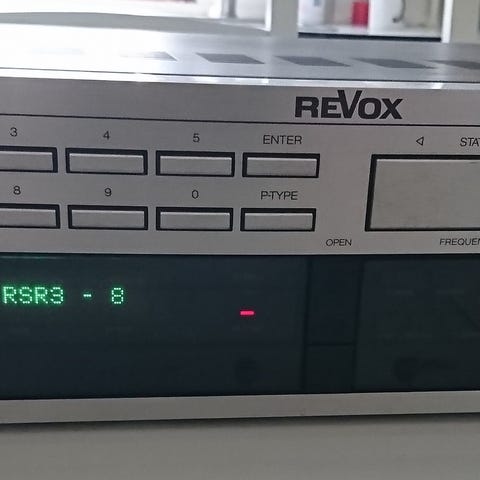 REVOX
3 4 5 ENTER
◁ STA
8 9 0 P-TYPE
OPEN FREQUEN
RSR3 - 8